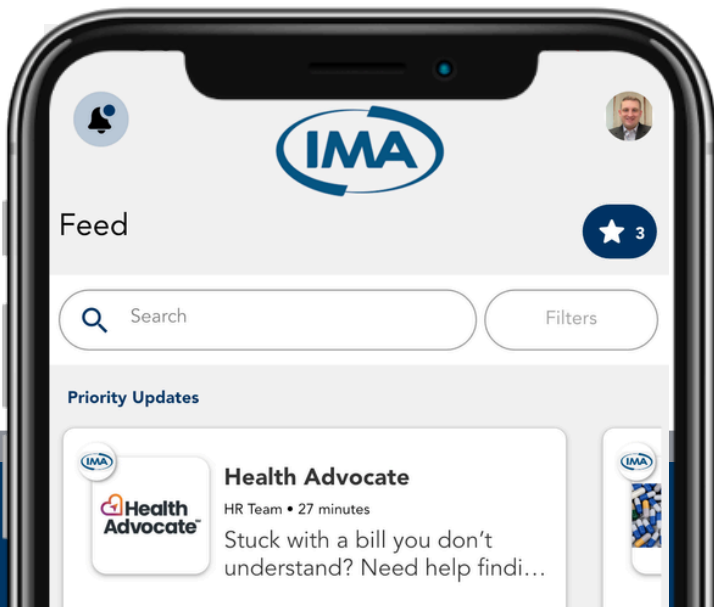 IMA
Feed
3
Search
Filters
Priority Updates
IMA
IMA
Health Advocate™
Health Advocate
HR Team • 27 minutes
Stuck with a bill you don't
understand? Need help findi...